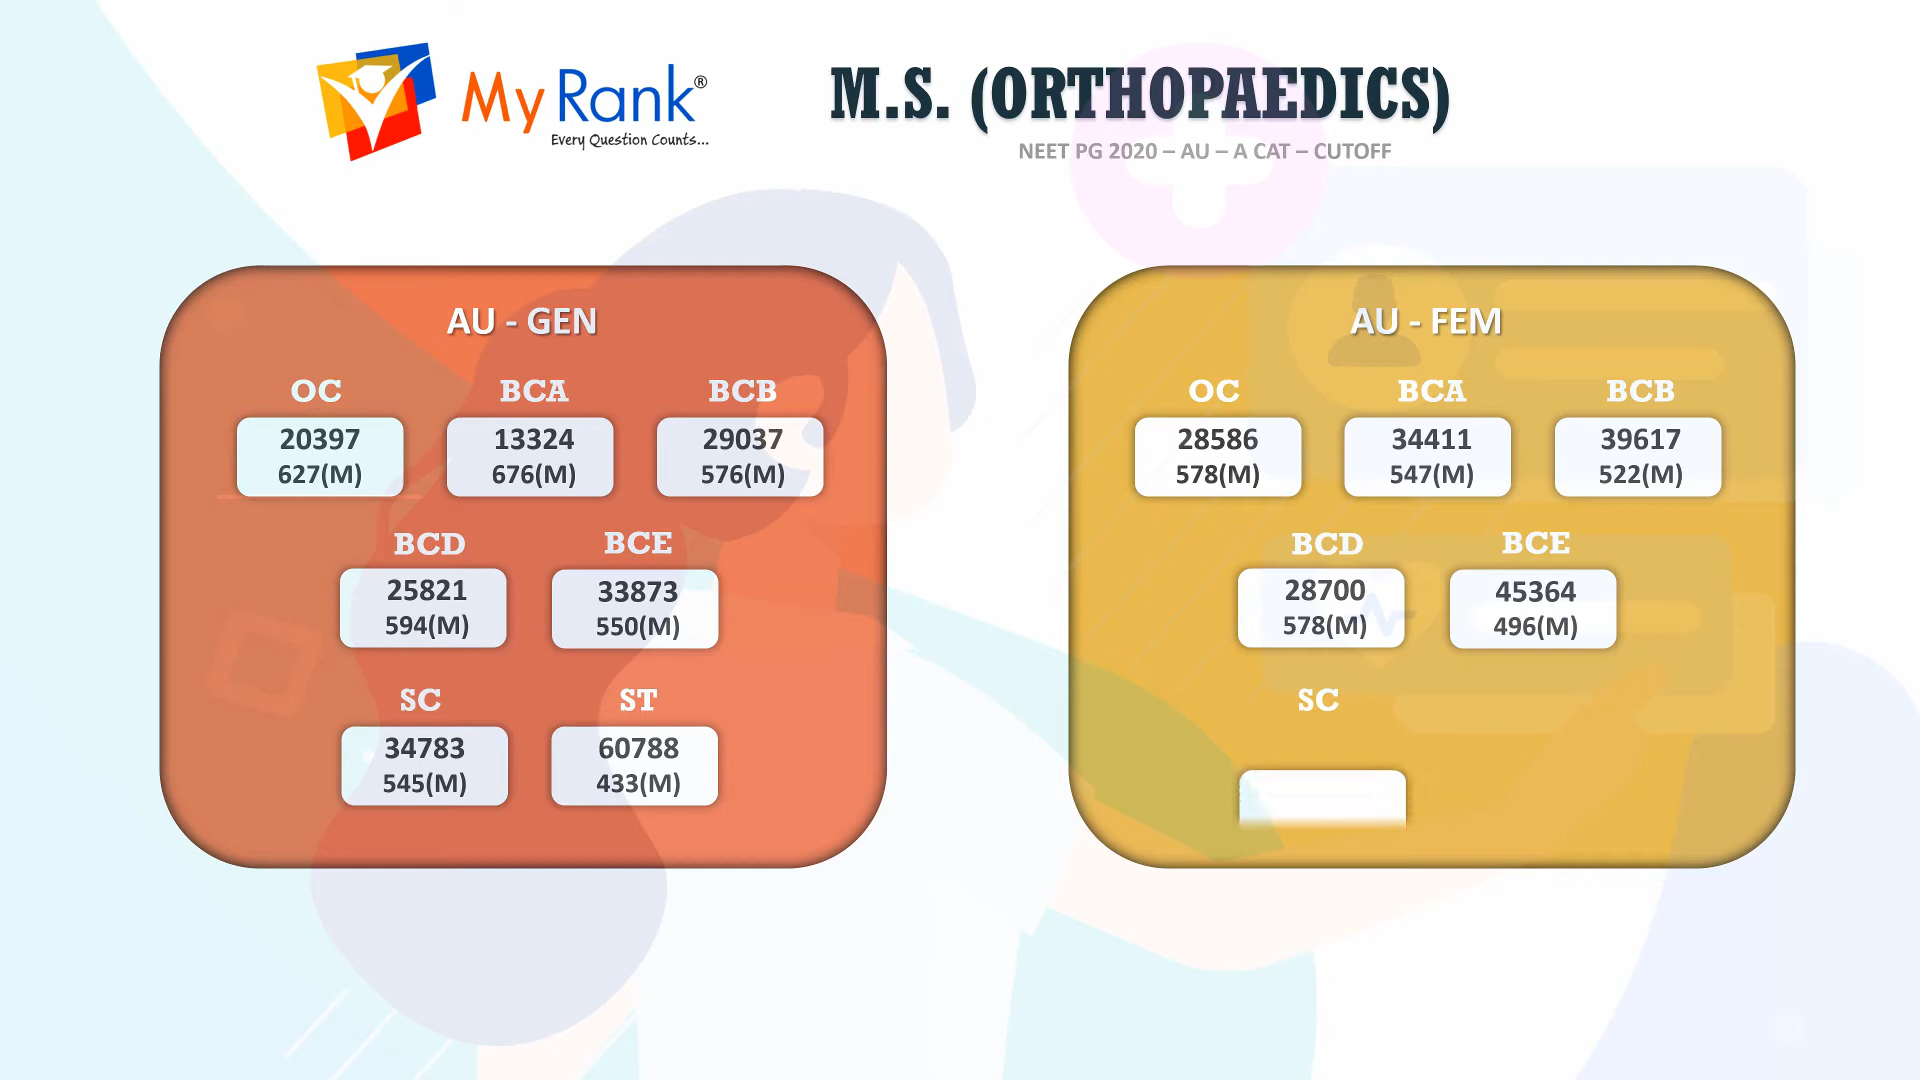 My Rank®
Every Question Counts...
M.S. (ORTHOPAEDICS)
NEET PG 2020 – AU – A CAT – CUTOFF
AU - GEN
OC BCA BCB
20397 13324 29037
627(M) 676(M) 576(M)
BCD BCE
25821 33873
594(M) 550(M)
SC ST
34783 60788
545(M) 433(M)
AU - FEM
OC BCA BCB
28586 34411 39617
578(M) 547(M) 522(M)
BCD BCE
28700 45364
578(M) 496(M)
SC